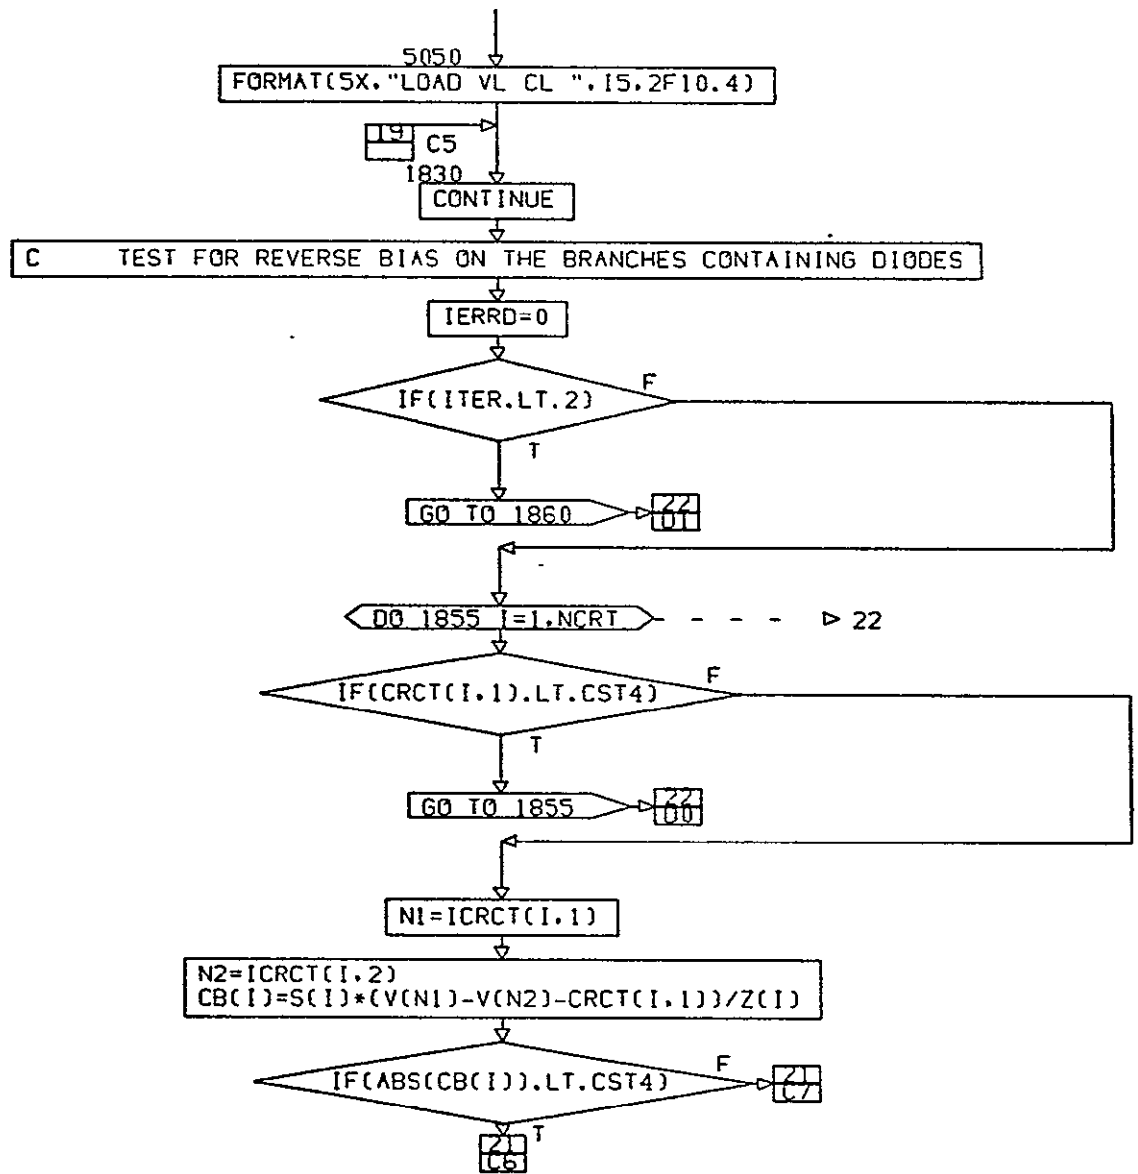 5050
FORMAT(5X,"LOAD VL CL ",I5,2F10.4)
19
C5
1830
CONTINUE
C TEST FOR REVERSE BIAS ON THE BRANCHES CONTAINING DIODES
IERRD=0
F
IF(ITER.LT.2)
T
GO TO 1860
22
D1
DO 1855 I=1,NCRT
22
F
IF(CRCT(I,1).LT.CST4)
T
GO TO 1855
22
D0
N1=ICRCT(I,1)
N2=ICRCT(I,2)
CB(I)=S(I)*(V(N1)-V(N2)-CRCT(I,1))/Z(I)
F
IF(ABS(CB(I)).LT.CST4)
21
C7
T
21
C6